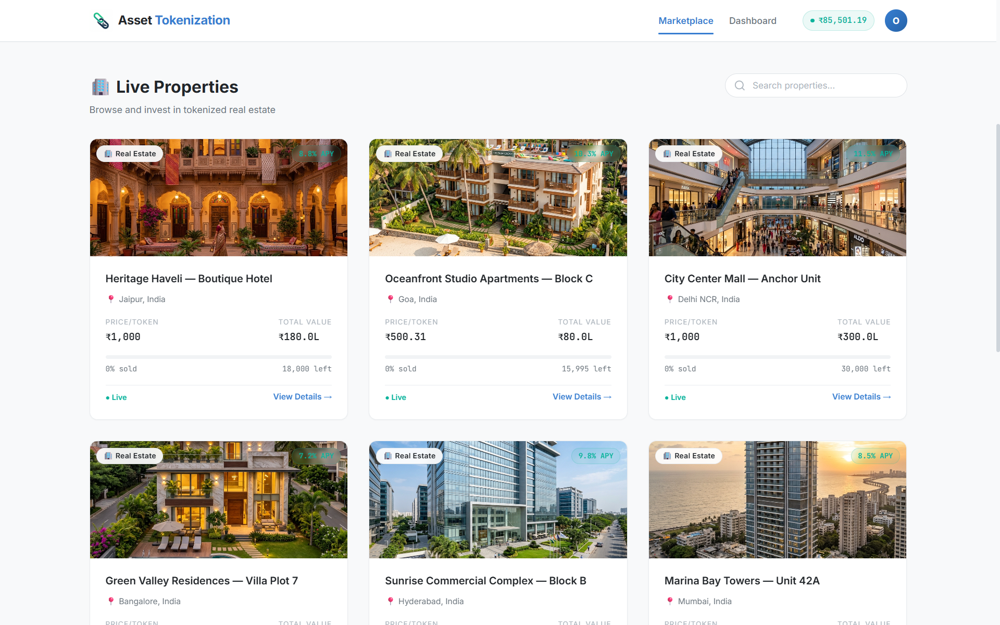 Asset Tokenization
Marketplace
Dashboard
● ₹85,501.19
O
Live Properties
Browse and invest in tokenized real estate
Search properties...
Real Estate
8.8% APY
Heritage Haveli — Boutique Hotel
Jaipur, India
PRICE/TOKEN
TOTAL VALUE
₹1,000
₹180.0L
0% sold
18,000 left
● Live
View Details →
Real Estate
18.3% APY
Oceanfront Studio Apartments — Block C
Goa, India
PRICE/TOKEN
TOTAL VALUE
₹500.31
₹80.0L
0% sold
15,995 left
● Live
View Details →
Real Estate
11.5% APY
H&M
ALDO
City Center Mall — Anchor Unit
Delhi NCR, India
PRICE/TOKEN
TOTAL VALUE
₹1,000
₹300.0L
0% sold
30,000 left
● Live
View Details →
Real Estate
7.2% APY
Green Valley Residences — Villa Plot 7
Bangalore, India
PRICE/TOKEN
TOTAL VALUE
Real Estate
9.8% APY
Sunrise Commercial Complex — Block B
Hyderabad, India
PRICE/TOKEN
TOTAL VALUE
Real Estate
8.5% APY
Marina Bay Towers — Unit 42A
Mumbai, India
PRICE/TOKEN
TOTAL VALUE